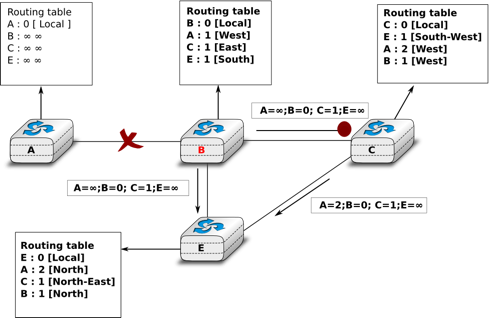 Routing table
A : 0 [ Local ]
B : ∞ ∞
C : ∞ ∞
E : ∞ ∞
Routing table
B : 0 [Local]
A : 1 [West]
C : 1 [East]
E : 1 [South]
Routing table
C : 0 [Local]
E : 1 [South-West]
A : 2 [West]
B : 1 [West]
A=∞;B=0; C=1;E=∞
A
B
C
A=∞;B=0; C=1;E=∞
A=2;B=0; C=1;E=∞
E
Routing table
E : 0 [Local]
A : 2 [North]
C : 1 [North-East]
B : 1 [North]